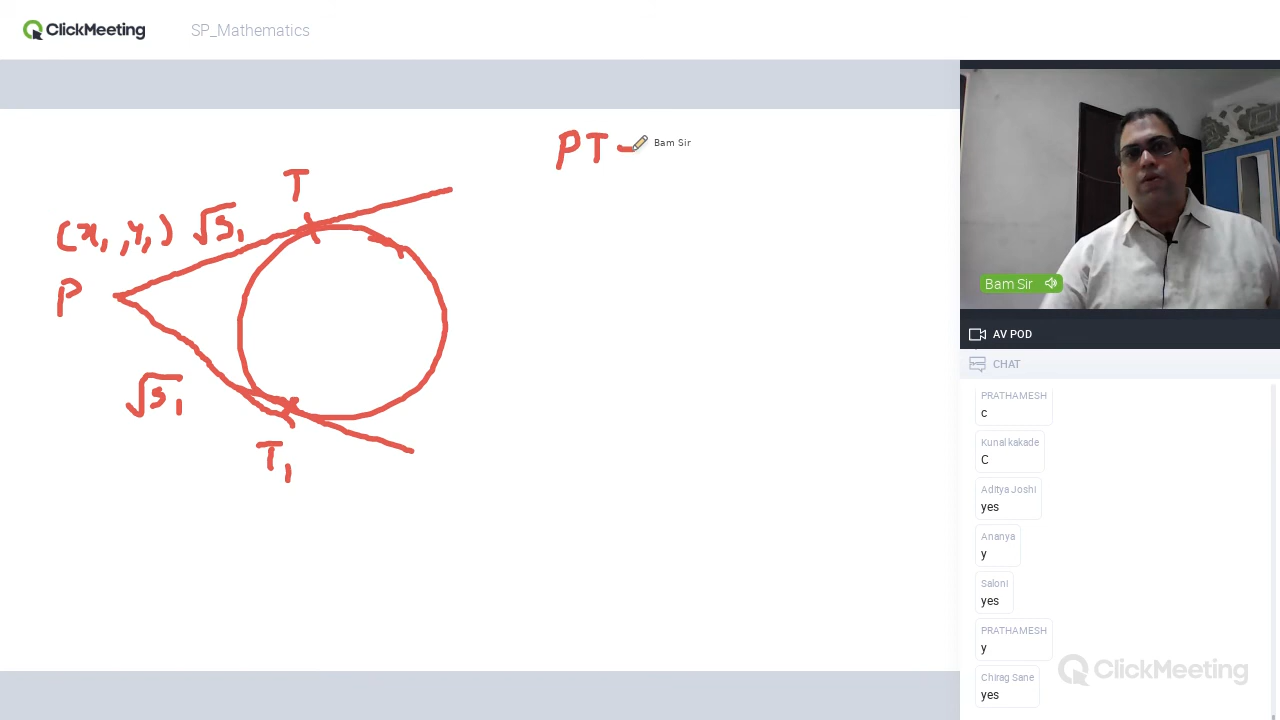 ClickMeeting
SP_Mathematics
PT -
Bam Sir
T
(x₁, y₁) √S₁
P
√S₁
T₁
Bam Sir
AV POD
CHAT
PRATHAMESH
c
Kunal kakade
C
Aditya Joshi
yes
Ananya
y
Saloni
yes
PRATHAMESH
y
Chirag Sane
yes
ClickMeeting